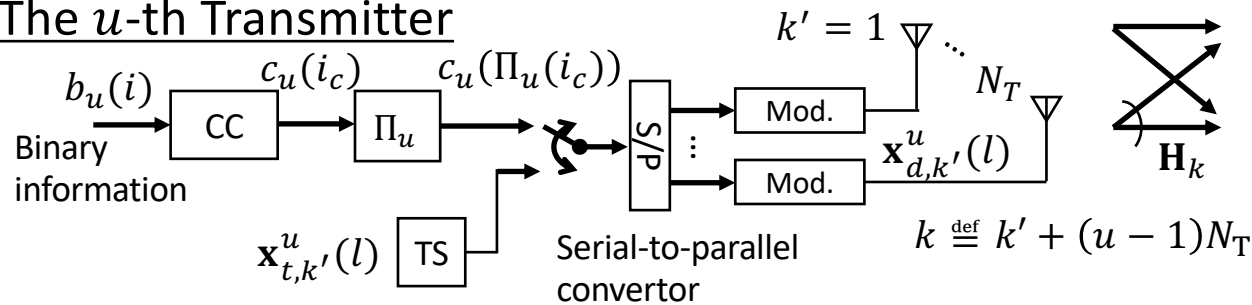 The u-th Transmitter
b_u(i)
CC
c_u(i_c)
Π_u
c_u(Π_u(i_c))
Binary
information
x^u_{t,k′}(l)
TS
S/P
Serial-to-parallel
convertor
Mod.
⋮
Mod.
k′ = 1
⋱
N_T
x^u_{d,k′}(l)
H_k
k ≝ k′ + (u − 1)N_T